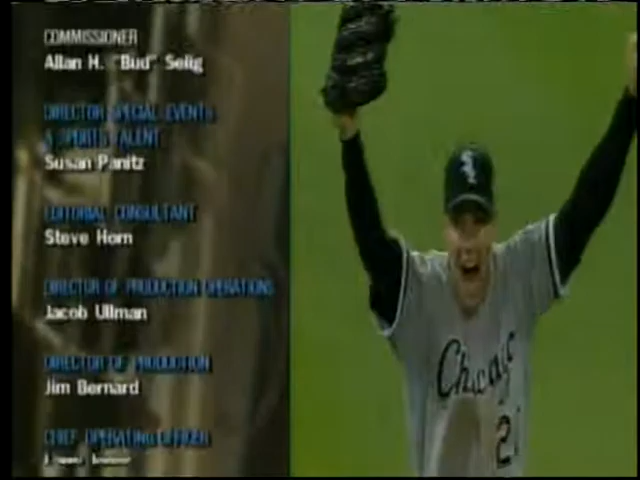 COMMISSIONER
Allan H. "Bud" Selig
DIRECTOR SPECIAL EVENTS
& SPORTS TALENT
Susan Panitz
EDITORIAL CONSULTANT
Steve Horn
DIRECTOR OF PRODUCTION OPERATIONS
Jacob Ullman
DIRECTOR OF PRODUCTION
Jim Bernard
CHIEF OPERATING OFFICER
Sox
Chicago